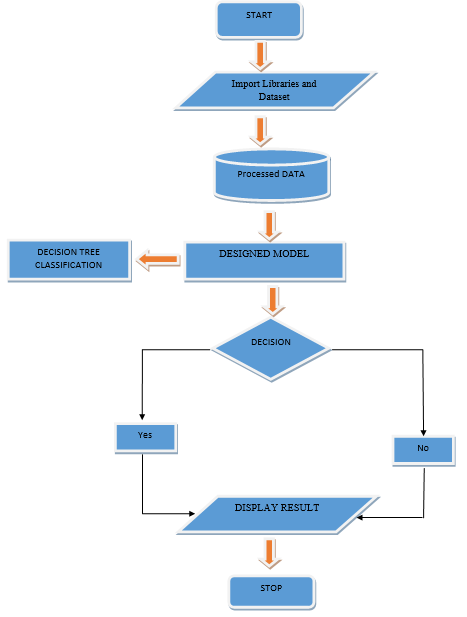 START
Import Libraries and
Dataset
Processed DATA
DECISION TREE
CLASSIFICATION
DESIGNED MODEL
DECISION
Yes
No
DISPLAY RESULT
STOP